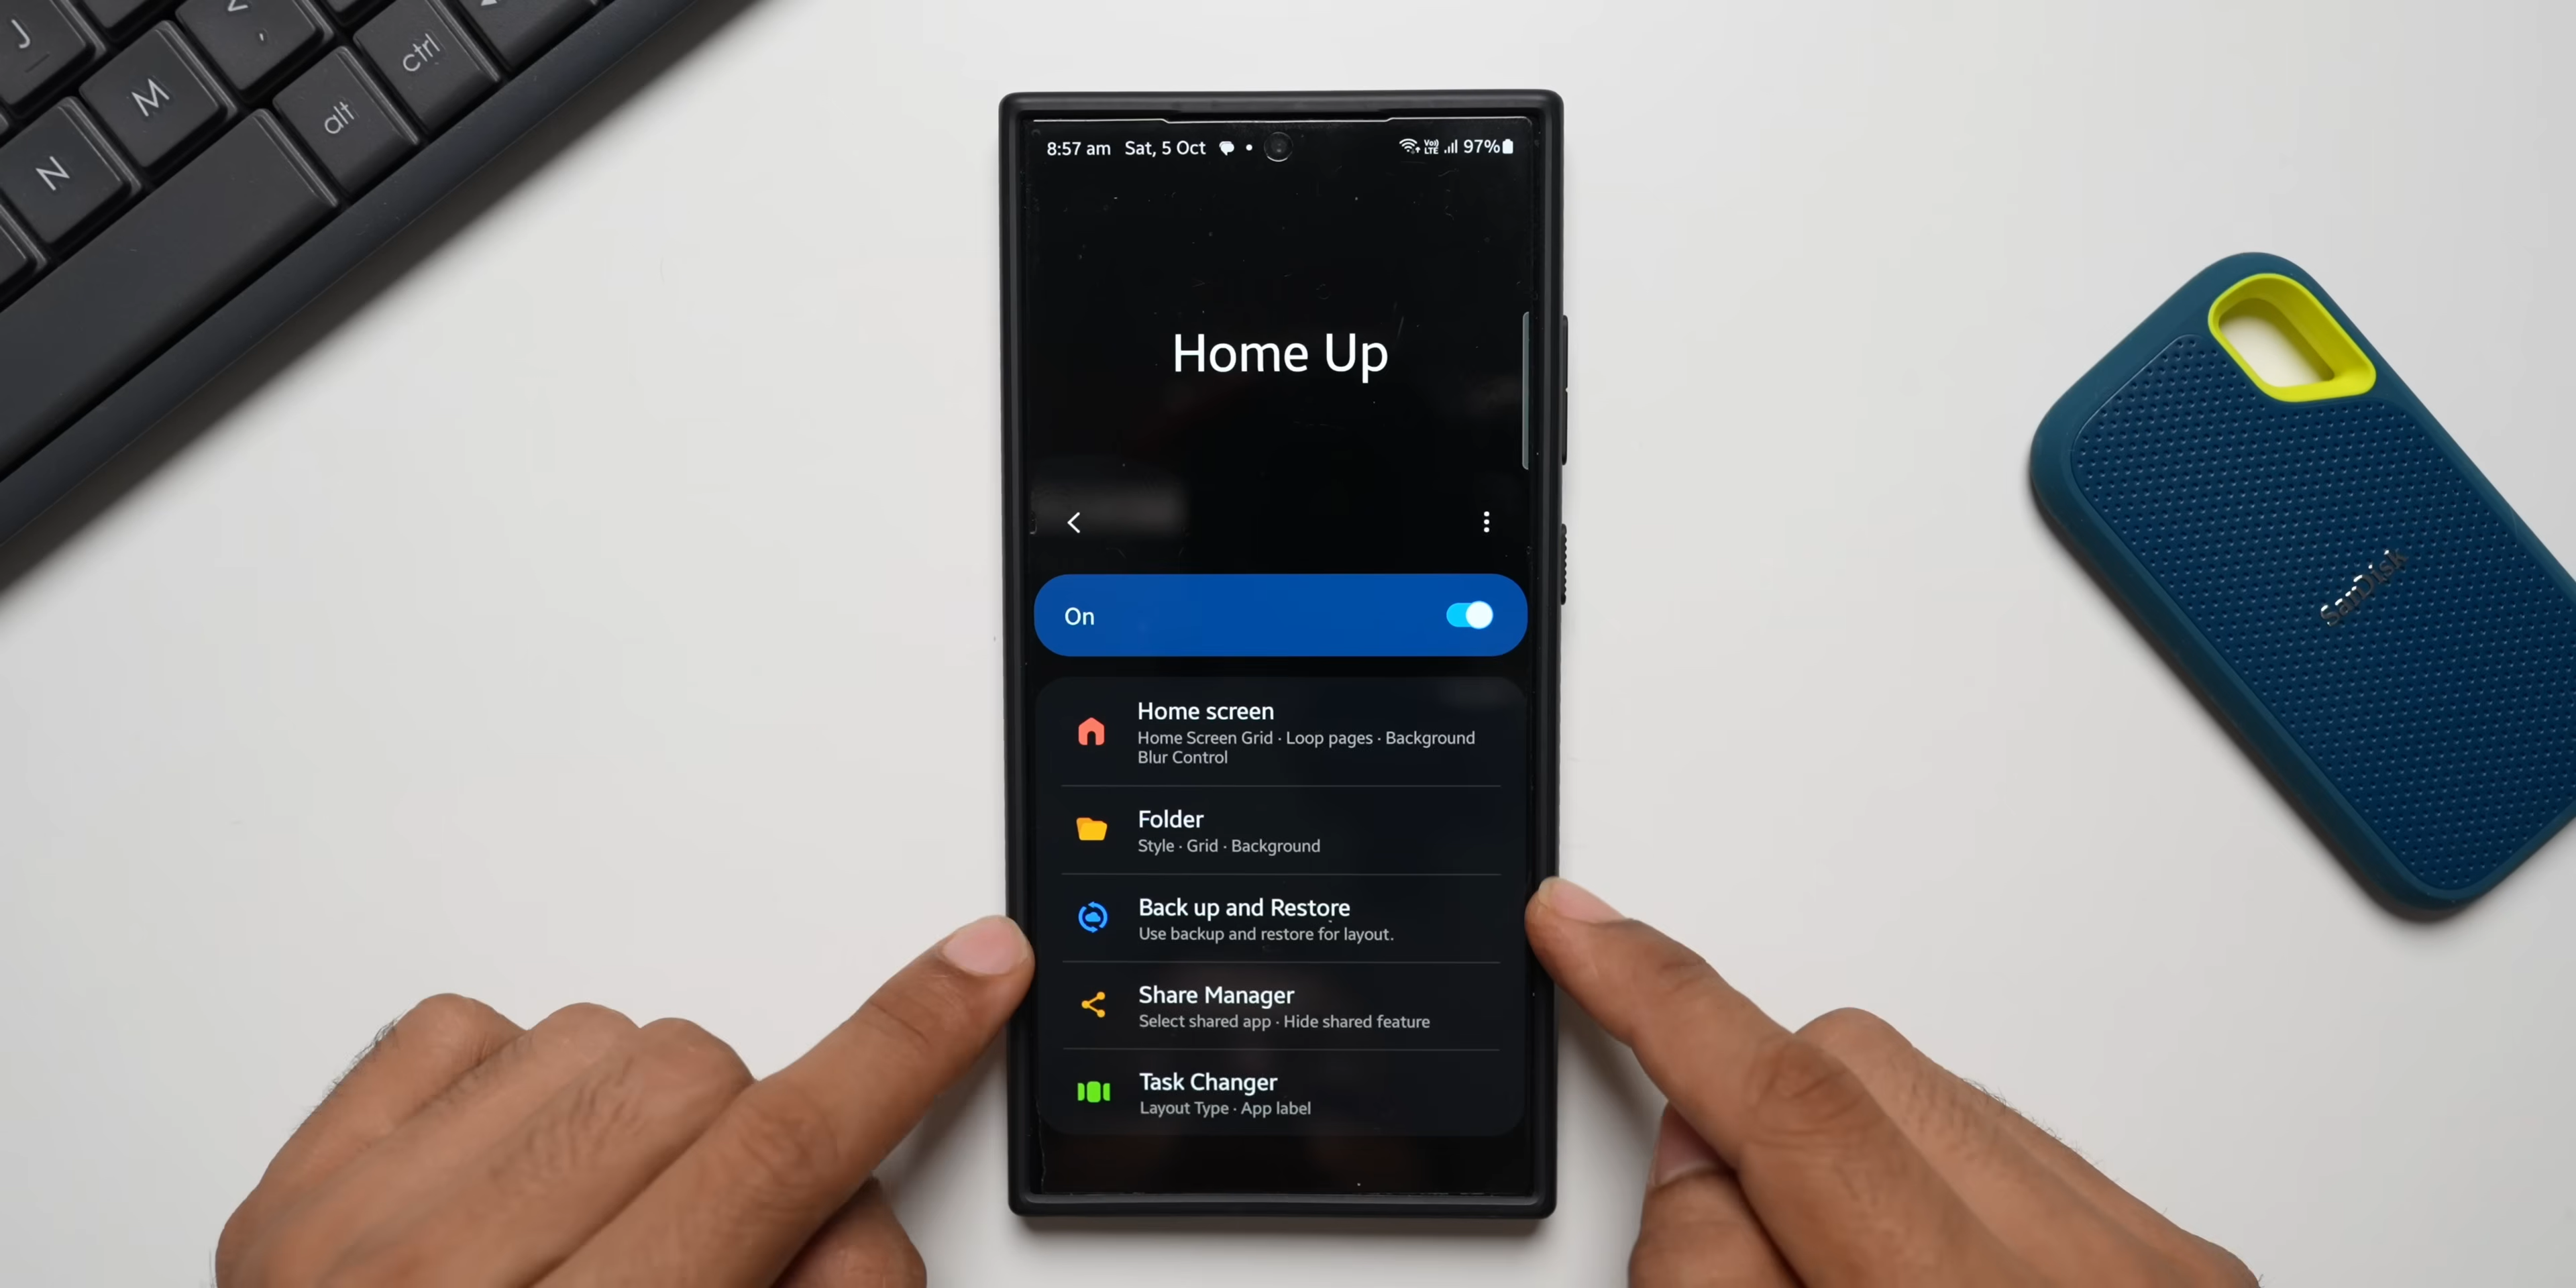 J
M
N
alt
ctrl
8:57 am Sat, 5 Oct
Vo)) LTE 97%
Home Up
On
Home screen
Home Screen Grid · Loop pages · Background
Blur Control
Folder
Style · Grid · Background
Back up and Restore
Use backup and restore for layout.
Share Manager
Select shared app · Hide shared feature
Task Changer
Layout Type · App label
SanDisk